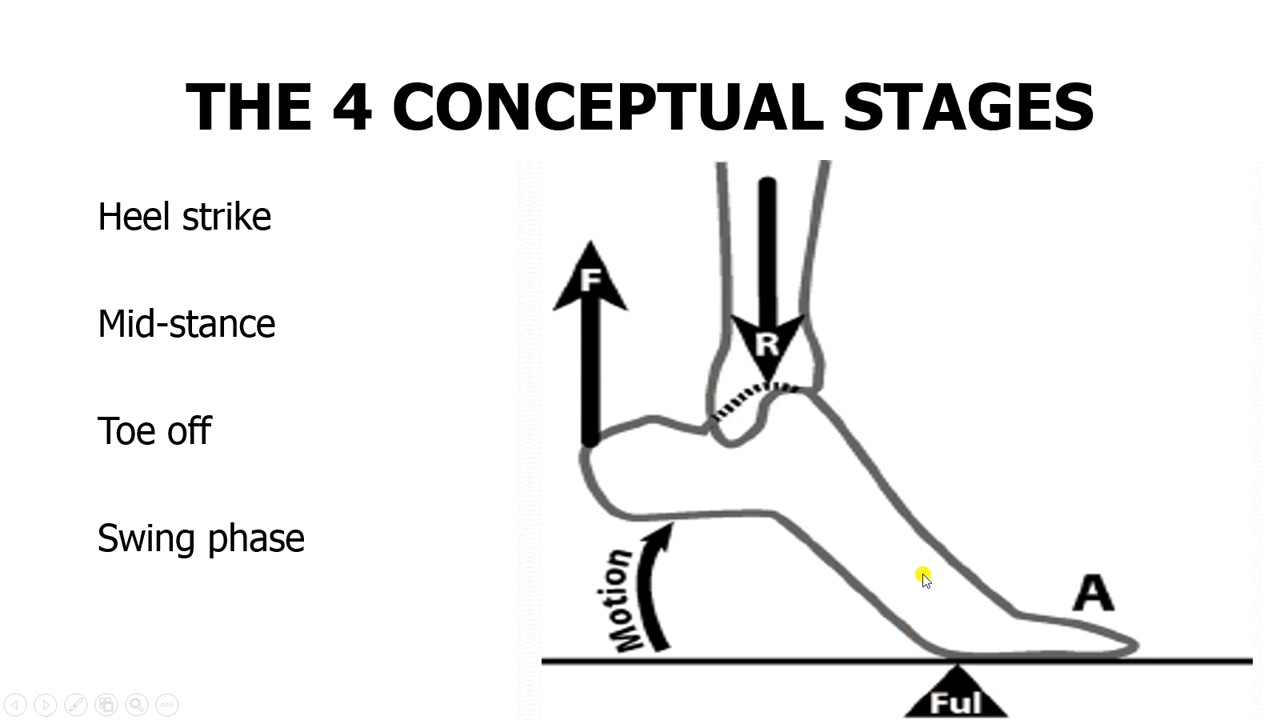 THE 4 CONCEPTUAL STAGES
Heel strike
Mid-stance
Toe off
Swing phase
F
R
Motion
A
Ful